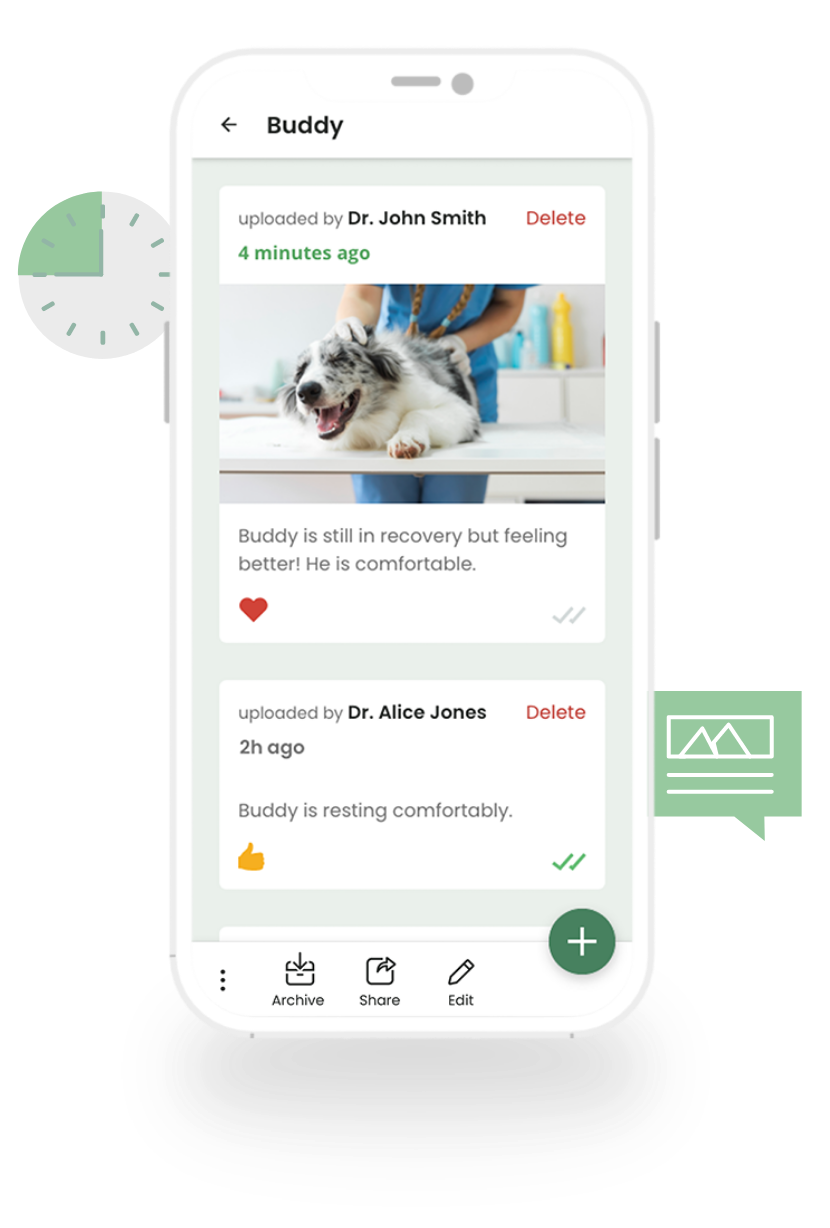 Buddy
uploaded by Dr. John Smith Delete
4 minutes ago
Buddy is still in recovery but feeling
better! He is comfortable.
uploaded by Dr. Alice Jones Delete
2h ago
Buddy is resting comfortably.
Archive Share Edit